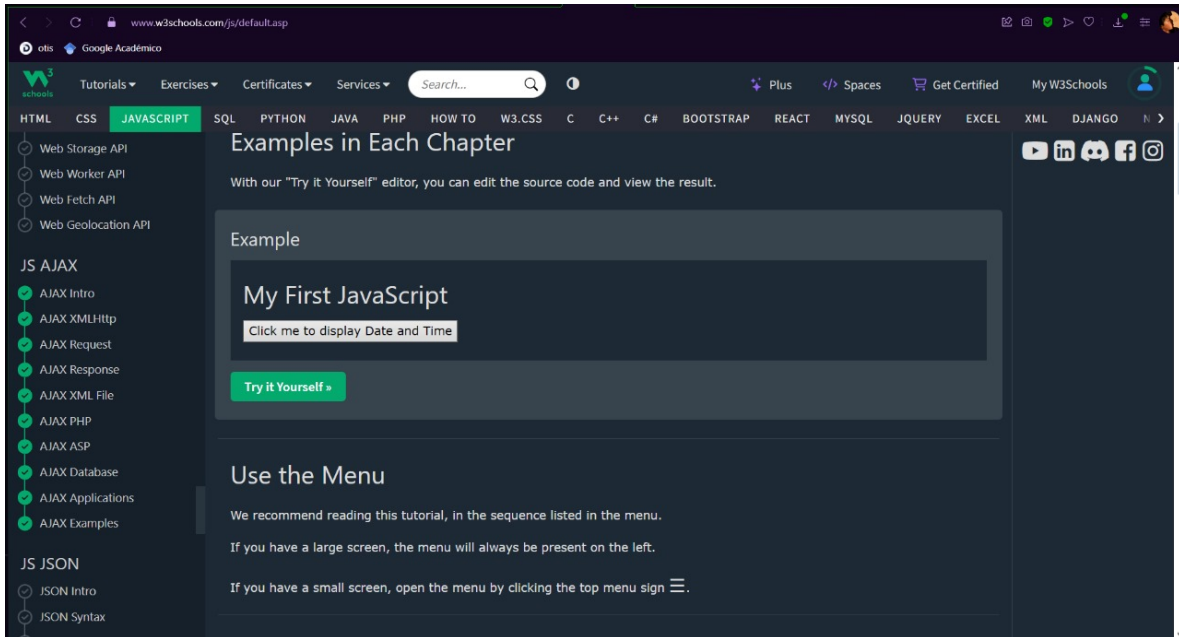 www.w3schools.com/js/default.asp
otis Google Académico
W3 schools Tutorials Exercises Certificates Services Search... Plus </> Spaces Get Certified My W3Schools
HTML CSS JAVASCRIPT SQL PYTHON JAVA PHP HOW TO W3.CSS C C++ C# BOOTSTRAP REACT MYSQL JQUERY EXCEL XML DJANGO N
Web Storage API
Web Worker API
Web Fetch API
Web Geolocation API
JS AJAX
AJAX Intro
AJAX XMLHttp
AJAX Request
AJAX Response
AJAX XML File
AJAX PHP
AJAX ASP
AJAX Database
AJAX Applications
AJAX Examples
JS JSON
JSON Intro
JSON Syntax
Examples in Each Chapter
With our "Try it Yourself" editor, you can edit the source code and view the result.
Example
My First JavaScript
Click me to display Date and Time
Try it Yourself »
Use the Menu
We recommend reading this tutorial, in the sequence listed in the menu.
If you have a large screen, the menu will always be present on the left.
If you have a small screen, open the menu by clicking the top menu sign ☰.